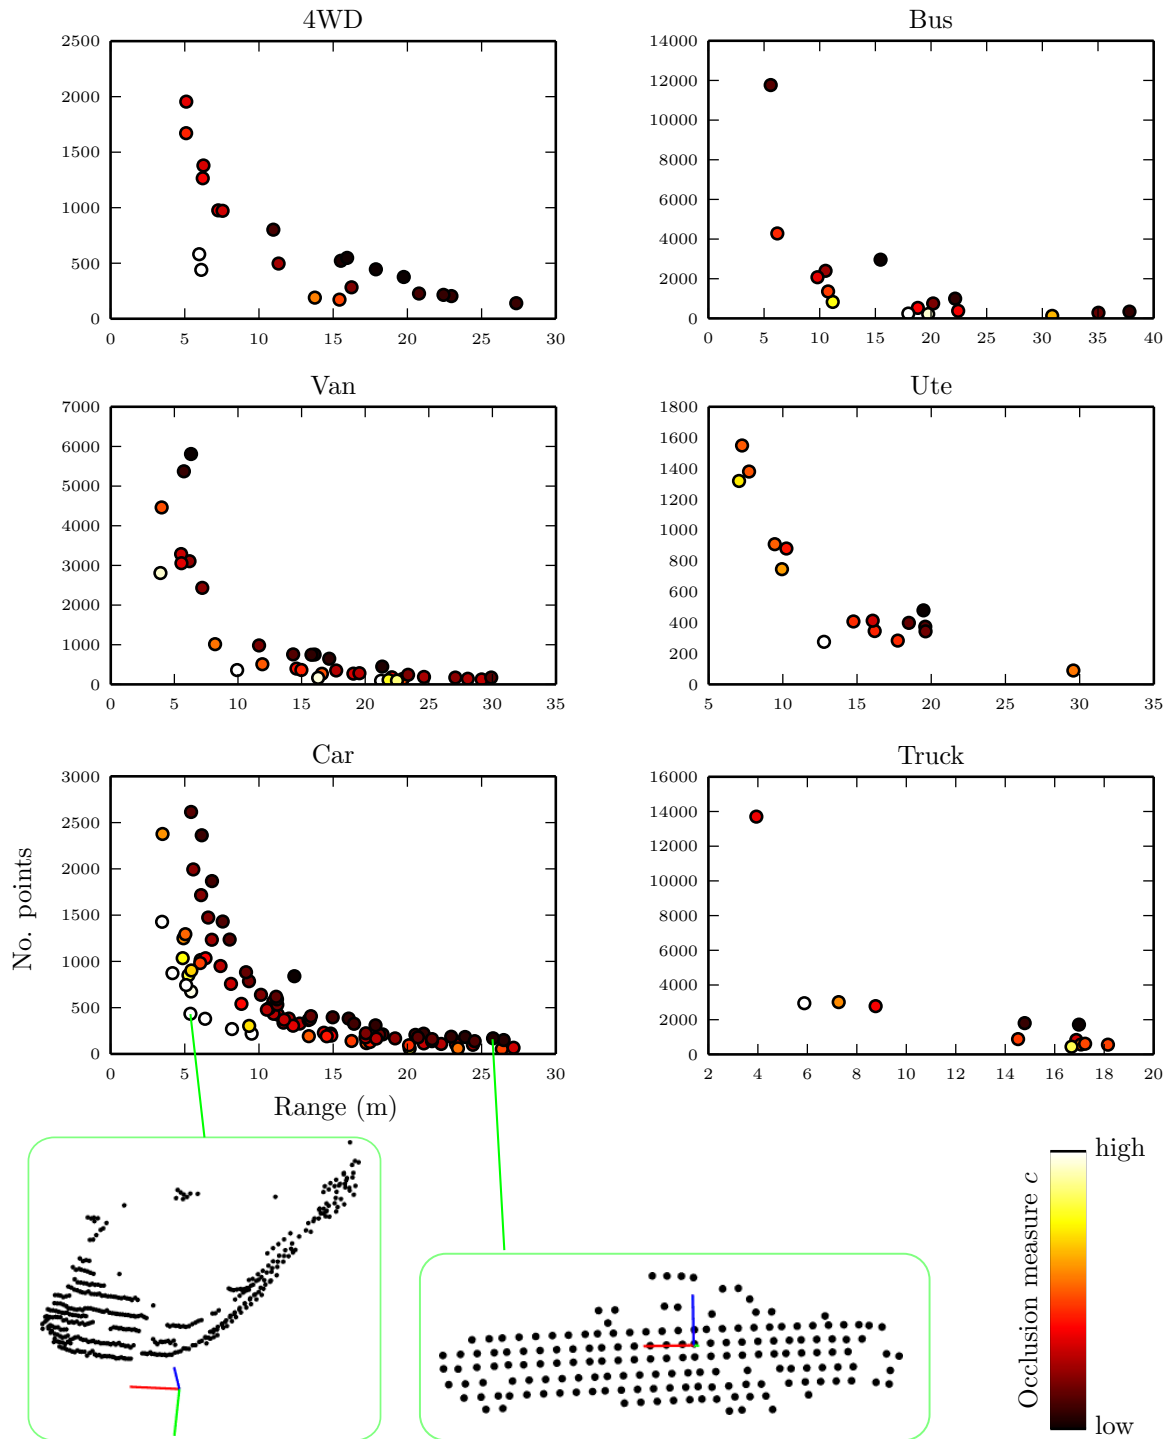 4WD
2500
2000
1500
1000
500
0
0 5 10 15 20 25 30
Bus
14000
12000
10000
8000
6000
4000
2000
0
0 5 10 15 20 25 30 35 40
Van
7000
6000
5000
4000
3000
2000
1000
0
0 5 10 15 20 25 30 35
Ute
1800
1600
1400
1200
1000
800
600
400
200
0
5 10 15 20 25 30 35
Car
3000
2500
2000
1500
1000
500
0
0 5 10 15 20 25 30
No. points
Range (m)
Truck
16000
14000
12000
10000
8000
6000
4000
2000
0
2 4 6 8 10 12 14 16 18 20
high
Occlusion measure c
low